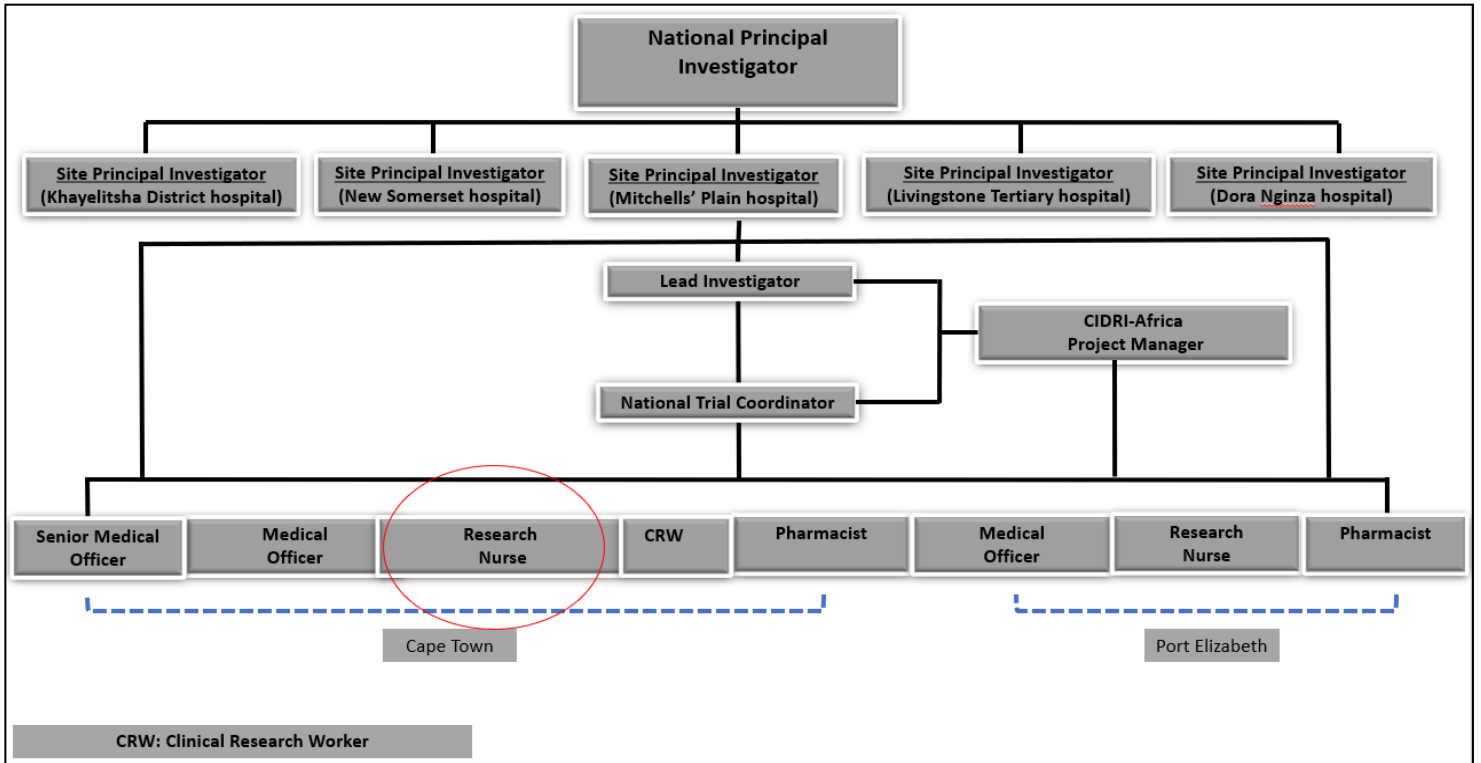 National Principal
Investigator
Site Principal Investigator
(Khayelitsha District hospital)
Site Principal Investigator
(New Somerset hospital)
Site Principal Investigator
(Mitchells’ Plain hospital)
Site Principal Investigator
(Livingstone Tertiary hospital)
Site Principal Investigator
(Dora Nginza hospital)
Lead Investigator
CIDRI-Africa
Project Manager
National Trial Coordinator
Senior Medical
Officer
Medical
Officer
Research
Nurse
CRW
Pharmacist
Medical
Officer
Research
Nurse
Pharmacist
Cape Town
Port Elizabeth
CRW: Clinical Research Worker